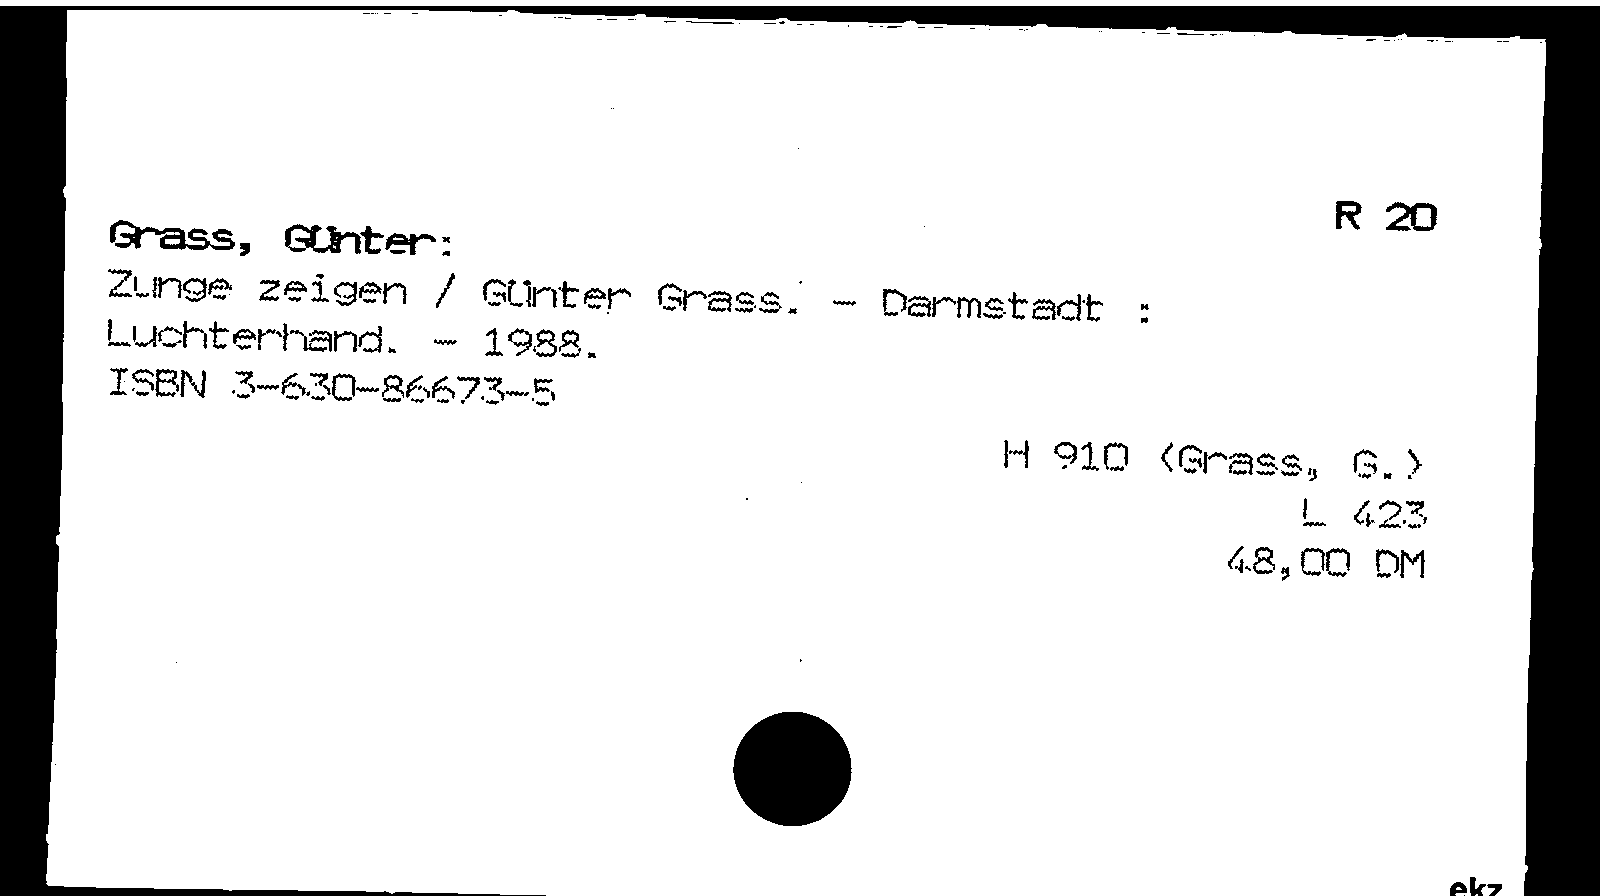 R 20
Grass, Günter:
Zunge zeigen / Günter Grass. - Darmstadt :
Luchterhand. - 1988.
ISBN 3-630-86673-5
H 910 (Grass, G.)
L 423
48,00 DM
ekz